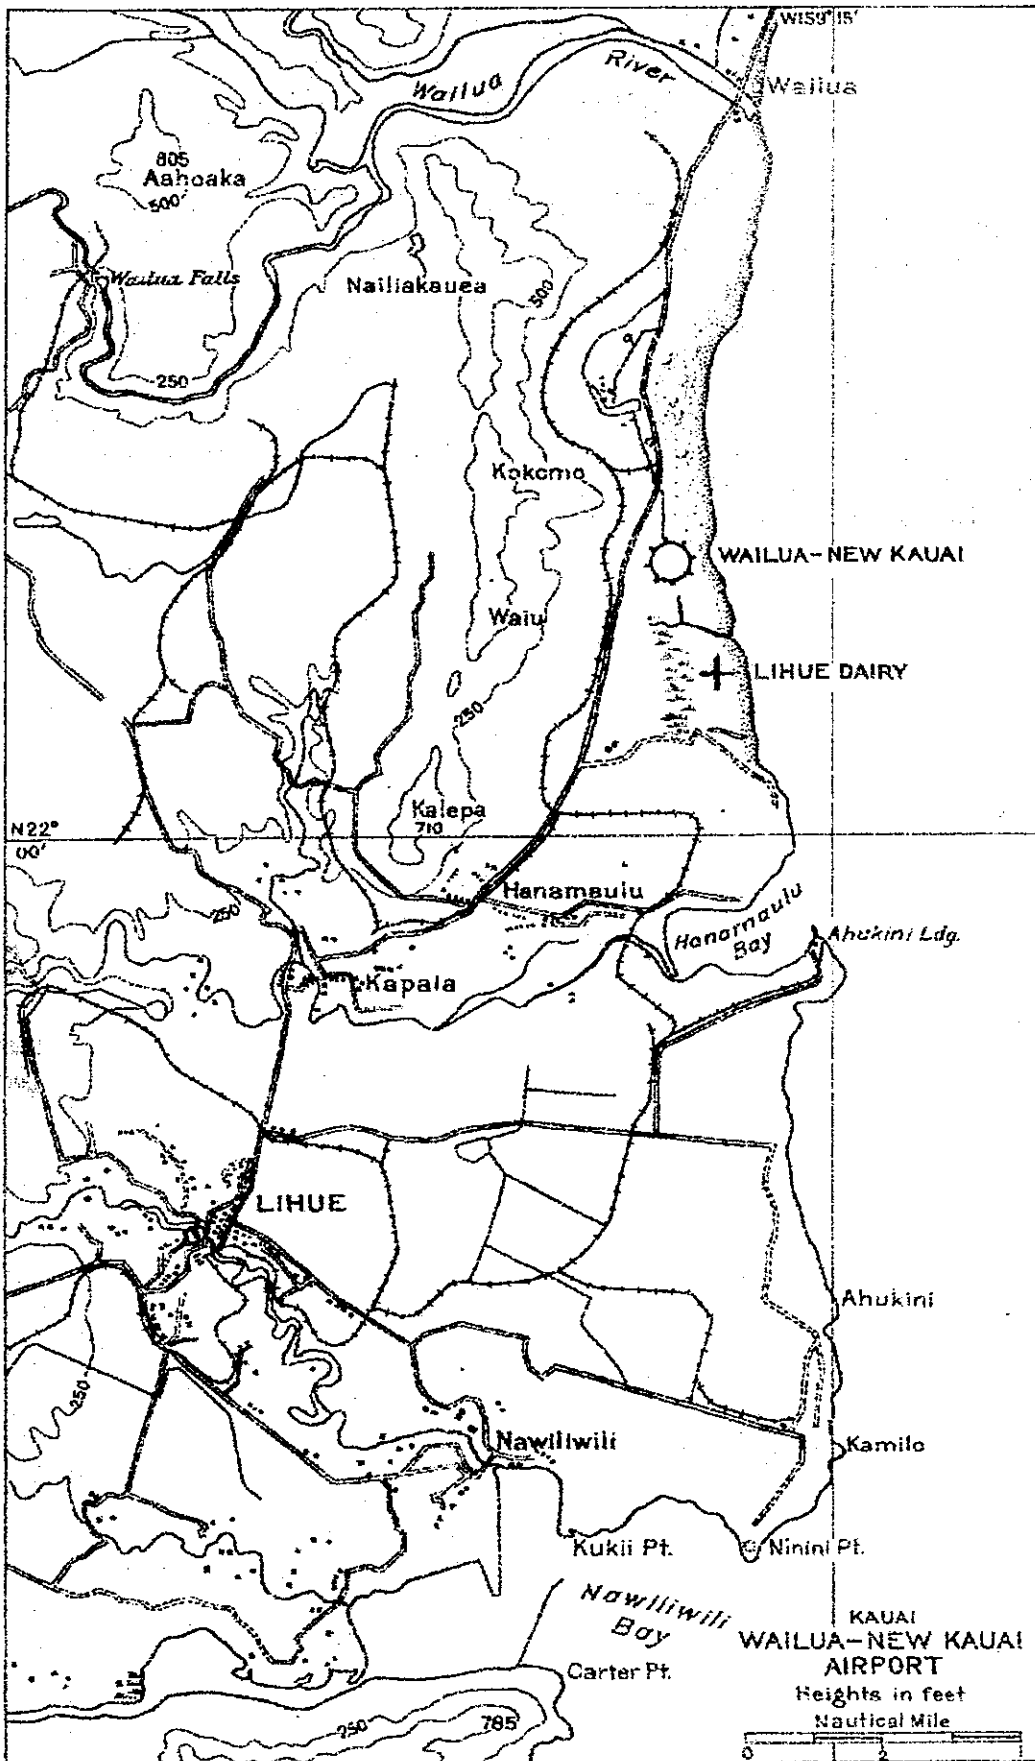 W159° 15'
Wailua River
Wailua
805
Aahoaka
500
Wailua Falls
Nailiakauea
500
250
Kokomo
WAILUA-NEW KAUAI
Waiu
LIHUE DAIRY
250
Kalepa
710
N22°
00'
Hanamaulu
250
Hanamaulu
Bay
Ahukini Ldg.
Kapala
LIHUE
Ahukini
250
Nawiliwili
Kamilo
Kukii Pt.
Ninini Pt.
Nawiliwili
Bay
KAUAI
WAILUA-NEW KAUAI
AIRPORT
Carter Pt.
Heights in feet
Nautical Mile
250
785
0
2